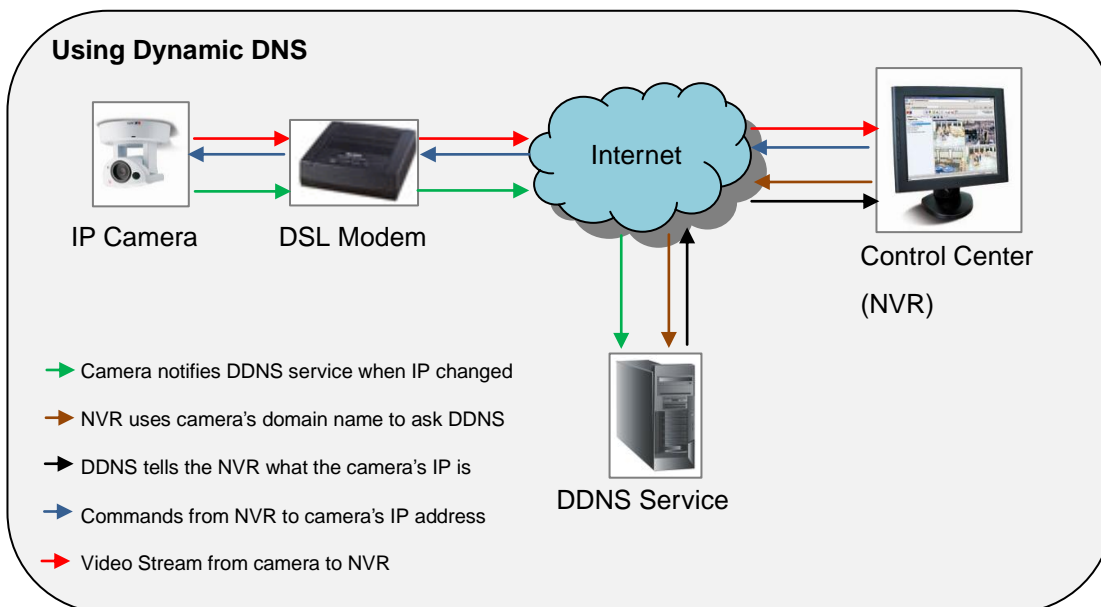 Using Dynamic DNS
Internet
IP Camera
DSL Modem
Control Center
(NVR)
Camera notifies DDNS service when IP changed
NVR uses camera's domain name to ask DDNS
DDNS tells the NVR what the camera's IP is
Commands from NVR to camera's IP address
Video Stream from camera to NVR
DDNS Service